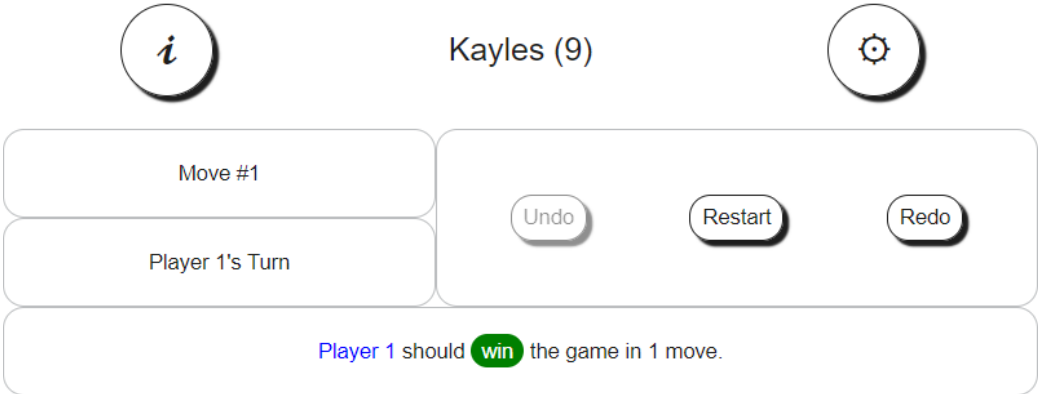 i
Kayles (9)
Move #1
Player 1's Turn
Undo
Restart
Redo
Player 1 should win the game in 1 move.